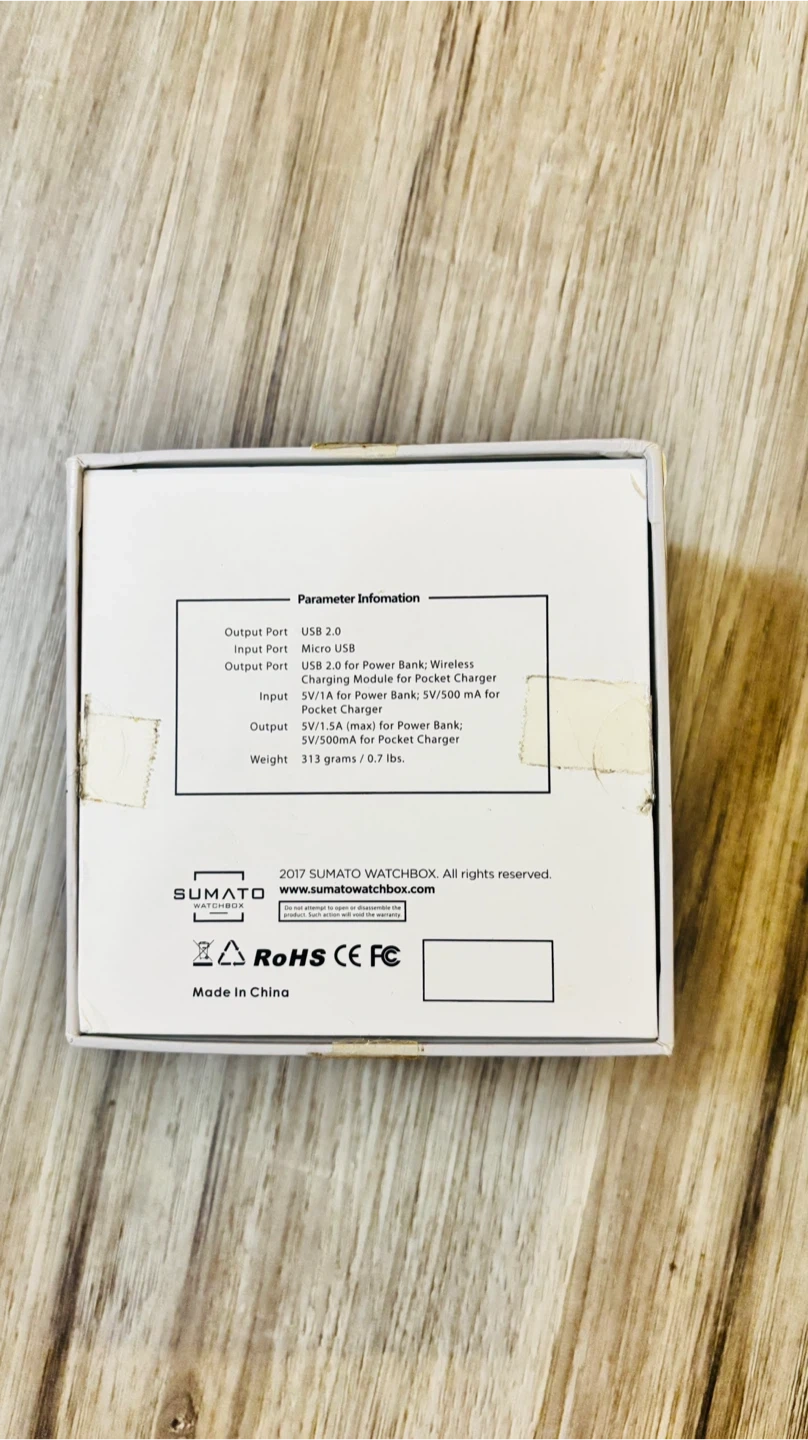 Parameter Infomation
Output Port USB 2.0
Input Port Micro USB
Output Port USB 2.0 for Power Bank; Wireless
Charging Module for Pocket Charger
Input 5V/1A for Power Bank; 5V/500 mA for
Pocket Charger
Output 5V/1.5A (max) for Power Bank;
5V/500mA for Pocket Charger
Weight 313 grams / 0.7 lbs.
SUMATO
WATCHBOX
2017 SUMATO WATCHBOX. All rights reserved.
www.sumatowatchbox.com
Do not attempt to open or disassemble the
product. Such action will void the warranty.
RoHS CE FC
Made In China